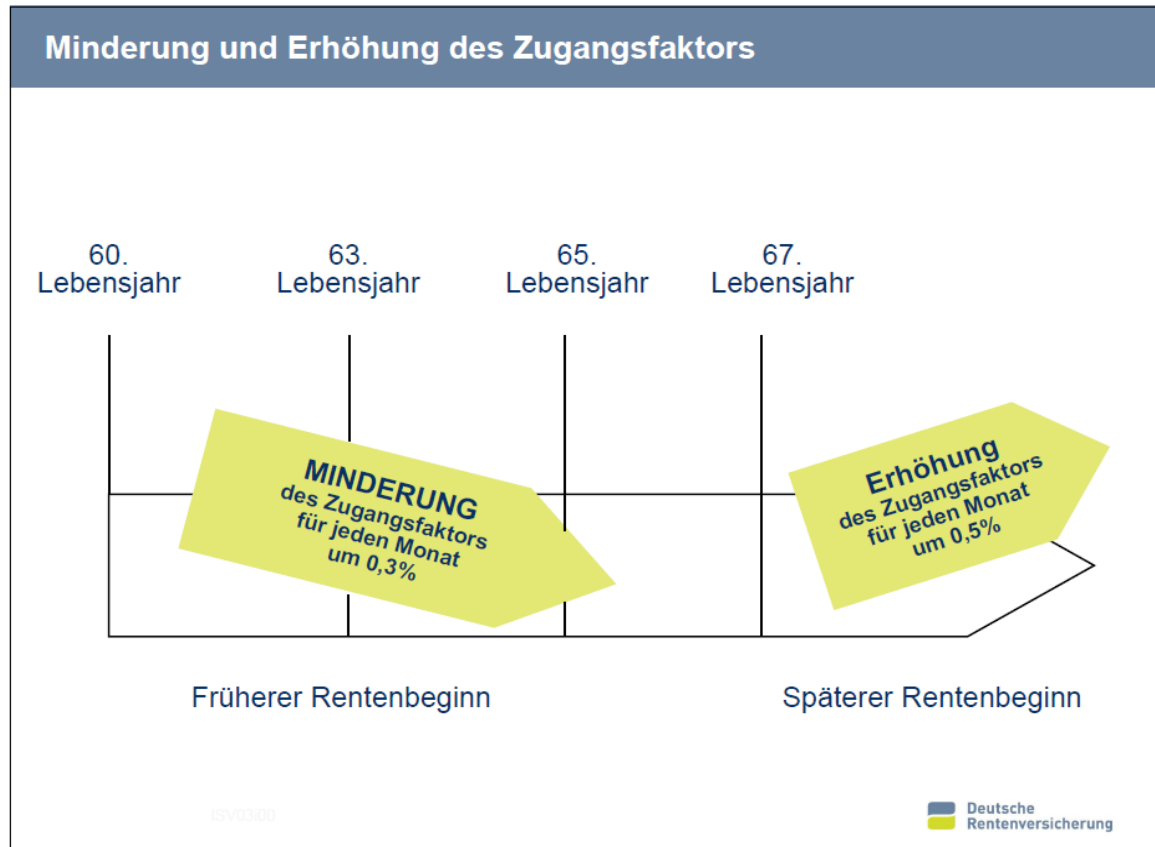 Minderung und Erhöhung des Zugangsfaktors
60.
Lebensjahr
63.
Lebensjahr
65.
Lebensjahr
67.
Lebensjahr
MINDERUNG
des Zugangsfaktors
für jeden Monat
um 0,3%
Erhöhung
des Zugangsfaktors
für jeden Monat
um 0,5%
Früherer Rentenbeginn
Späterer Rentenbeginn
Deutsche
Rentenversicherung